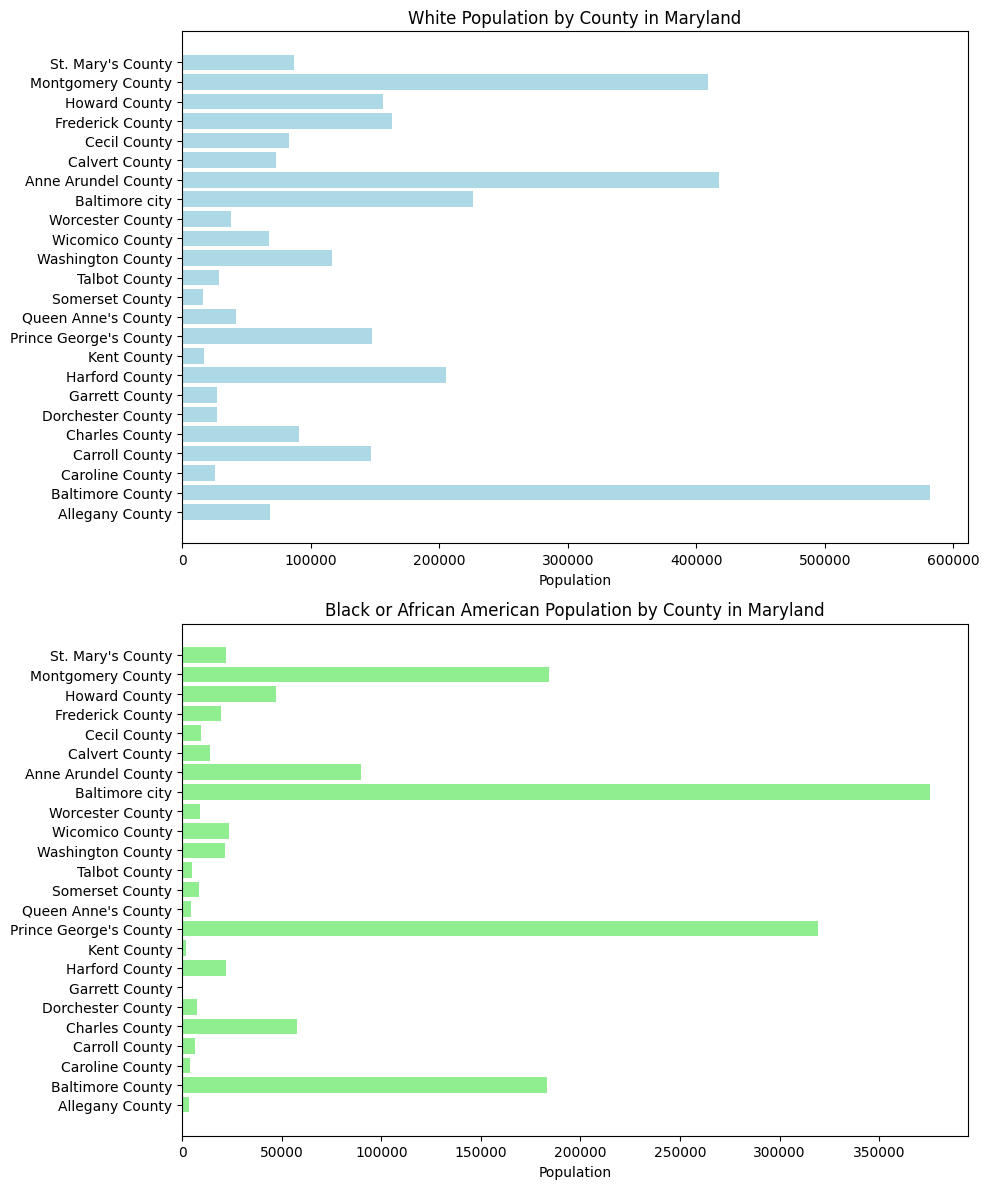 White Population by County in Maryland
St. Mary's County
Montgomery County
Howard County
Frederick County
Cecil County
Calvert County
Anne Arundel County
Baltimore city
Worcester County
Wicomico County
Washington County
Talbot County
Somerset County
Queen Anne's County
Prince George's County
Kent County
Harford County
Garrett County
Dorchester County
Charles County
Carroll County
Caroline County
Baltimore County
Allegany County
0 100000 200000 300000 400000 500000 600000
Population
Black or African American Population by County in Maryland
St. Mary's County
Montgomery County
Howard County
Frederick County
Cecil County
Calvert County
Anne Arundel County
Baltimore city
Worcester County
Wicomico County
Washington County
Talbot County
Somerset County
Queen Anne's County
Prince George's County
Kent County
Harford County
Garrett County
Dorchester County
Charles County
Carroll County
Caroline County
Baltimore County
Allegany County
0 50000 100000 150000 200000 250000 300000 350000
Population